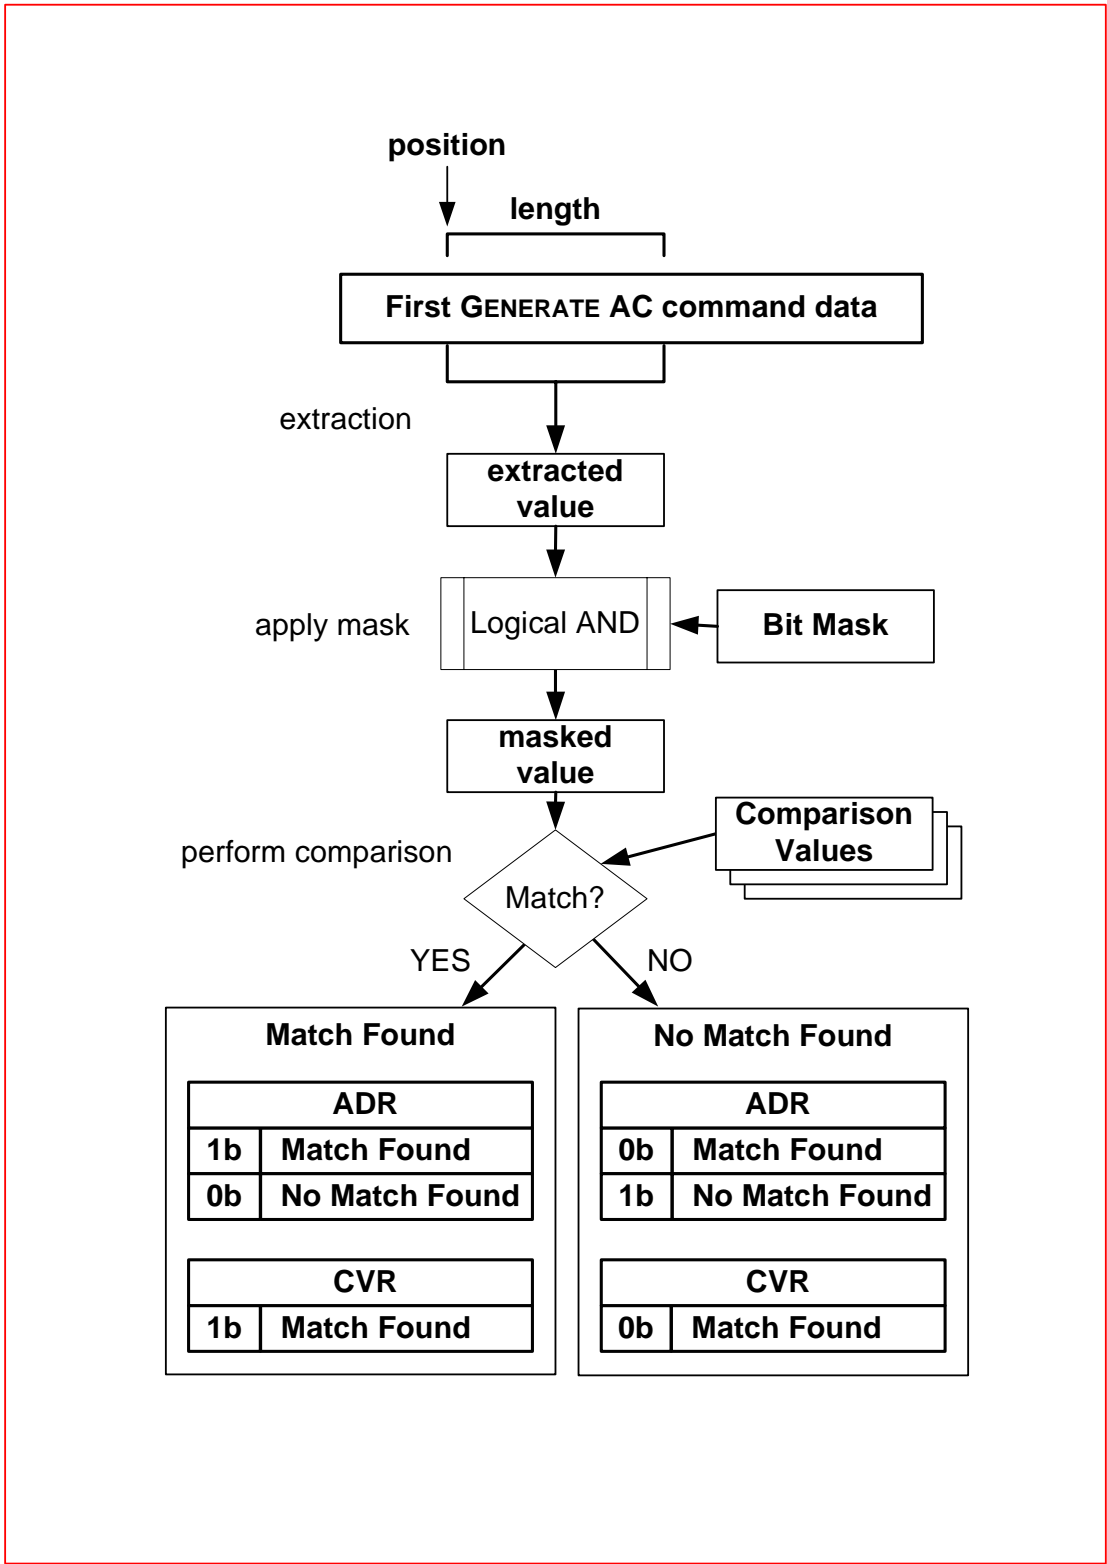 position
length
First GENERATE AC command data
extraction
extracted
value
apply mask
Logical AND
Bit Mask
masked
value
perform comparison
Comparison
Values
Match?
YES
NO
Match Found
ADR
1b Match Found
0b No Match Found
CVR
1b Match Found
No Match Found
ADR
0b Match Found
1b No Match Found
CVR
0b Match Found